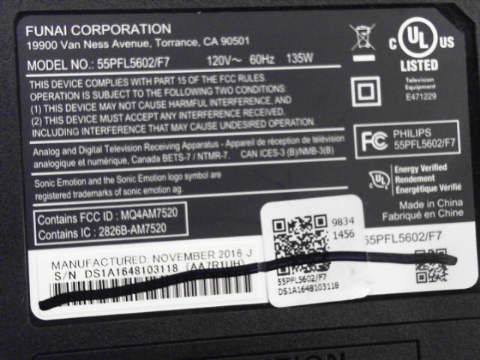 FUNAI CORPORATION
19900 Van Ness Avenue, Torrance, CA 90501
MODEL NO.: 55PFL5602/F7 120V~ 60Hz 135W
THIS DEVICE COMPLIES WITH PART 15 OF THE FCC RULES.
OPERATION IS SUBJECT TO THE FOLLOWING TWO CONDITIONS:
(1) THIS DEVICE MAY NOT CAUSE HARMFUL INTERFERENCE, AND
(2) THIS DEVICE MUST ACCEPT ANY INTERFERENCE RECEIVED,
INCLUDING INTERFERENCE THAT MAY CAUSE UNDESIRED OPERATION.
Analog and Digital Television Receiving Apparatus - Appareil de réception de télévision
analogique et numérique, Canada BETS-7 / NTMR-7. CAN ICES-3 (B)/NMB-3(B)
Sonic Emotion and the Sonic Emotion logo symbol are
registered trademarks of sonic emotion ag.
Contains FCC ID : MQ4AM7520
Contains IC : 2826B-AM7520
C UL US
LISTED
Television
Equipment
E471229
FC PHILIPS
55PFL5602/F7
UL Energy Verified
Rendement
Énergétique Vérifié
Made in China
Fabriqué en Chine
MANUFACTURED: NOVEMBER 2016 J
S/N DS1A1648103118 (AA7R1UH)
9834
1456
55PFL5602/F7
DS1A1648103118
55PFL5602/F7